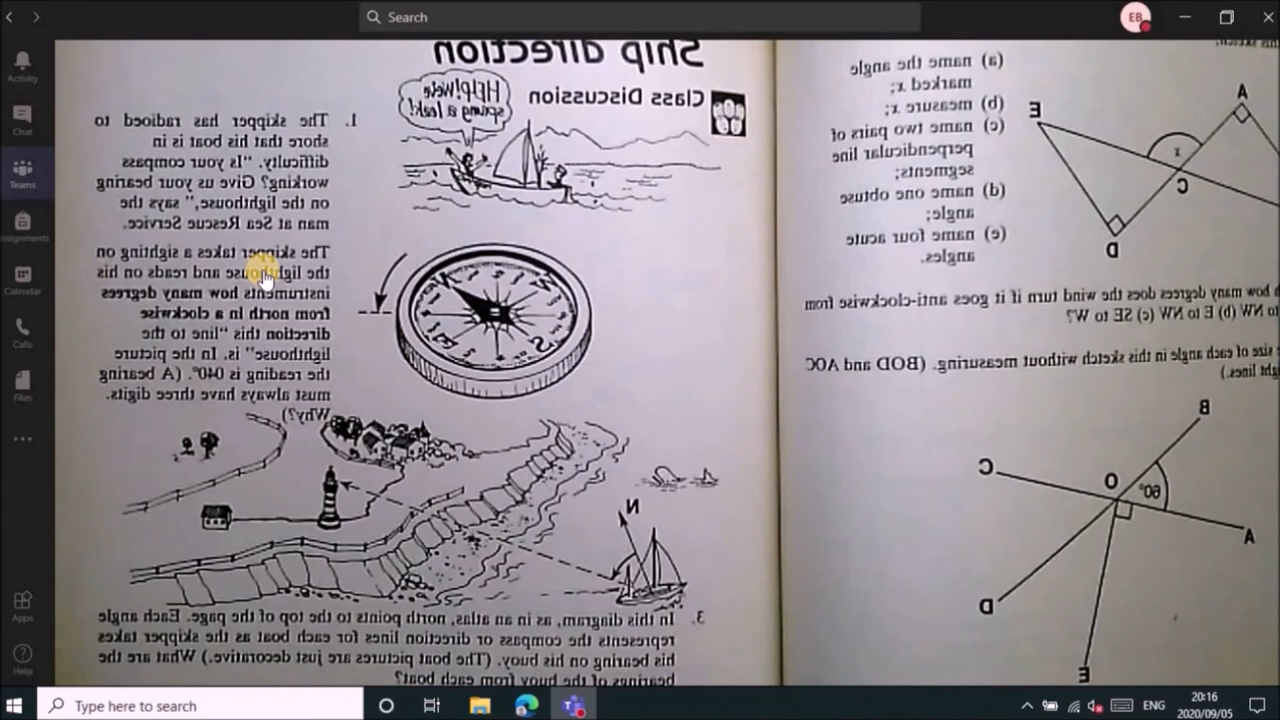 Search
EB
Activity
Chat
Teams
Assignments
Calendar
Calls
Files
Apps
Help
Ship direction
Class Discussion
HELP! We've
sprung a leak!
1. The skipper has radioed to
shore that his boat is in
difficulty. "Is your compass
working? Give us your bearing
on the lighthouse," says the
man at Sea Rescue Service.
The skipper takes a sighting on
the lighthouse and reads on his
instruments how many degrees
from north in a clockwise
direction this "line to the
lighthouse" is. In the picture
the reading is 040°. (A bearing
must always have three digits.
Why?)
N
3. In this diagram, as in an atlas, north points to the top of the page. Each angle
represents the compass or direction lines for each boat as the skipper takes
his bearing on his buoy. (The boat pictures are just decorative.) What are the
bearings of the buoy from each boat?
(a) name the angle
marked x;
(b) measure x;
(c) name two pairs of
perpendicular line
segments;
(d) name one obtuse
angle;
(e) name four acute
angles.
A
E
x
C
D
how many degrees does the wind turn if it goes anti-clockwise from
to NW (b) E to NW (c) SE to W?
size of each angle in this sketch without measuring. (BOD and AOC
lines.)
B
C
O
60°
A
D
E
Type here to search
ENG
20:16
2020/09/05